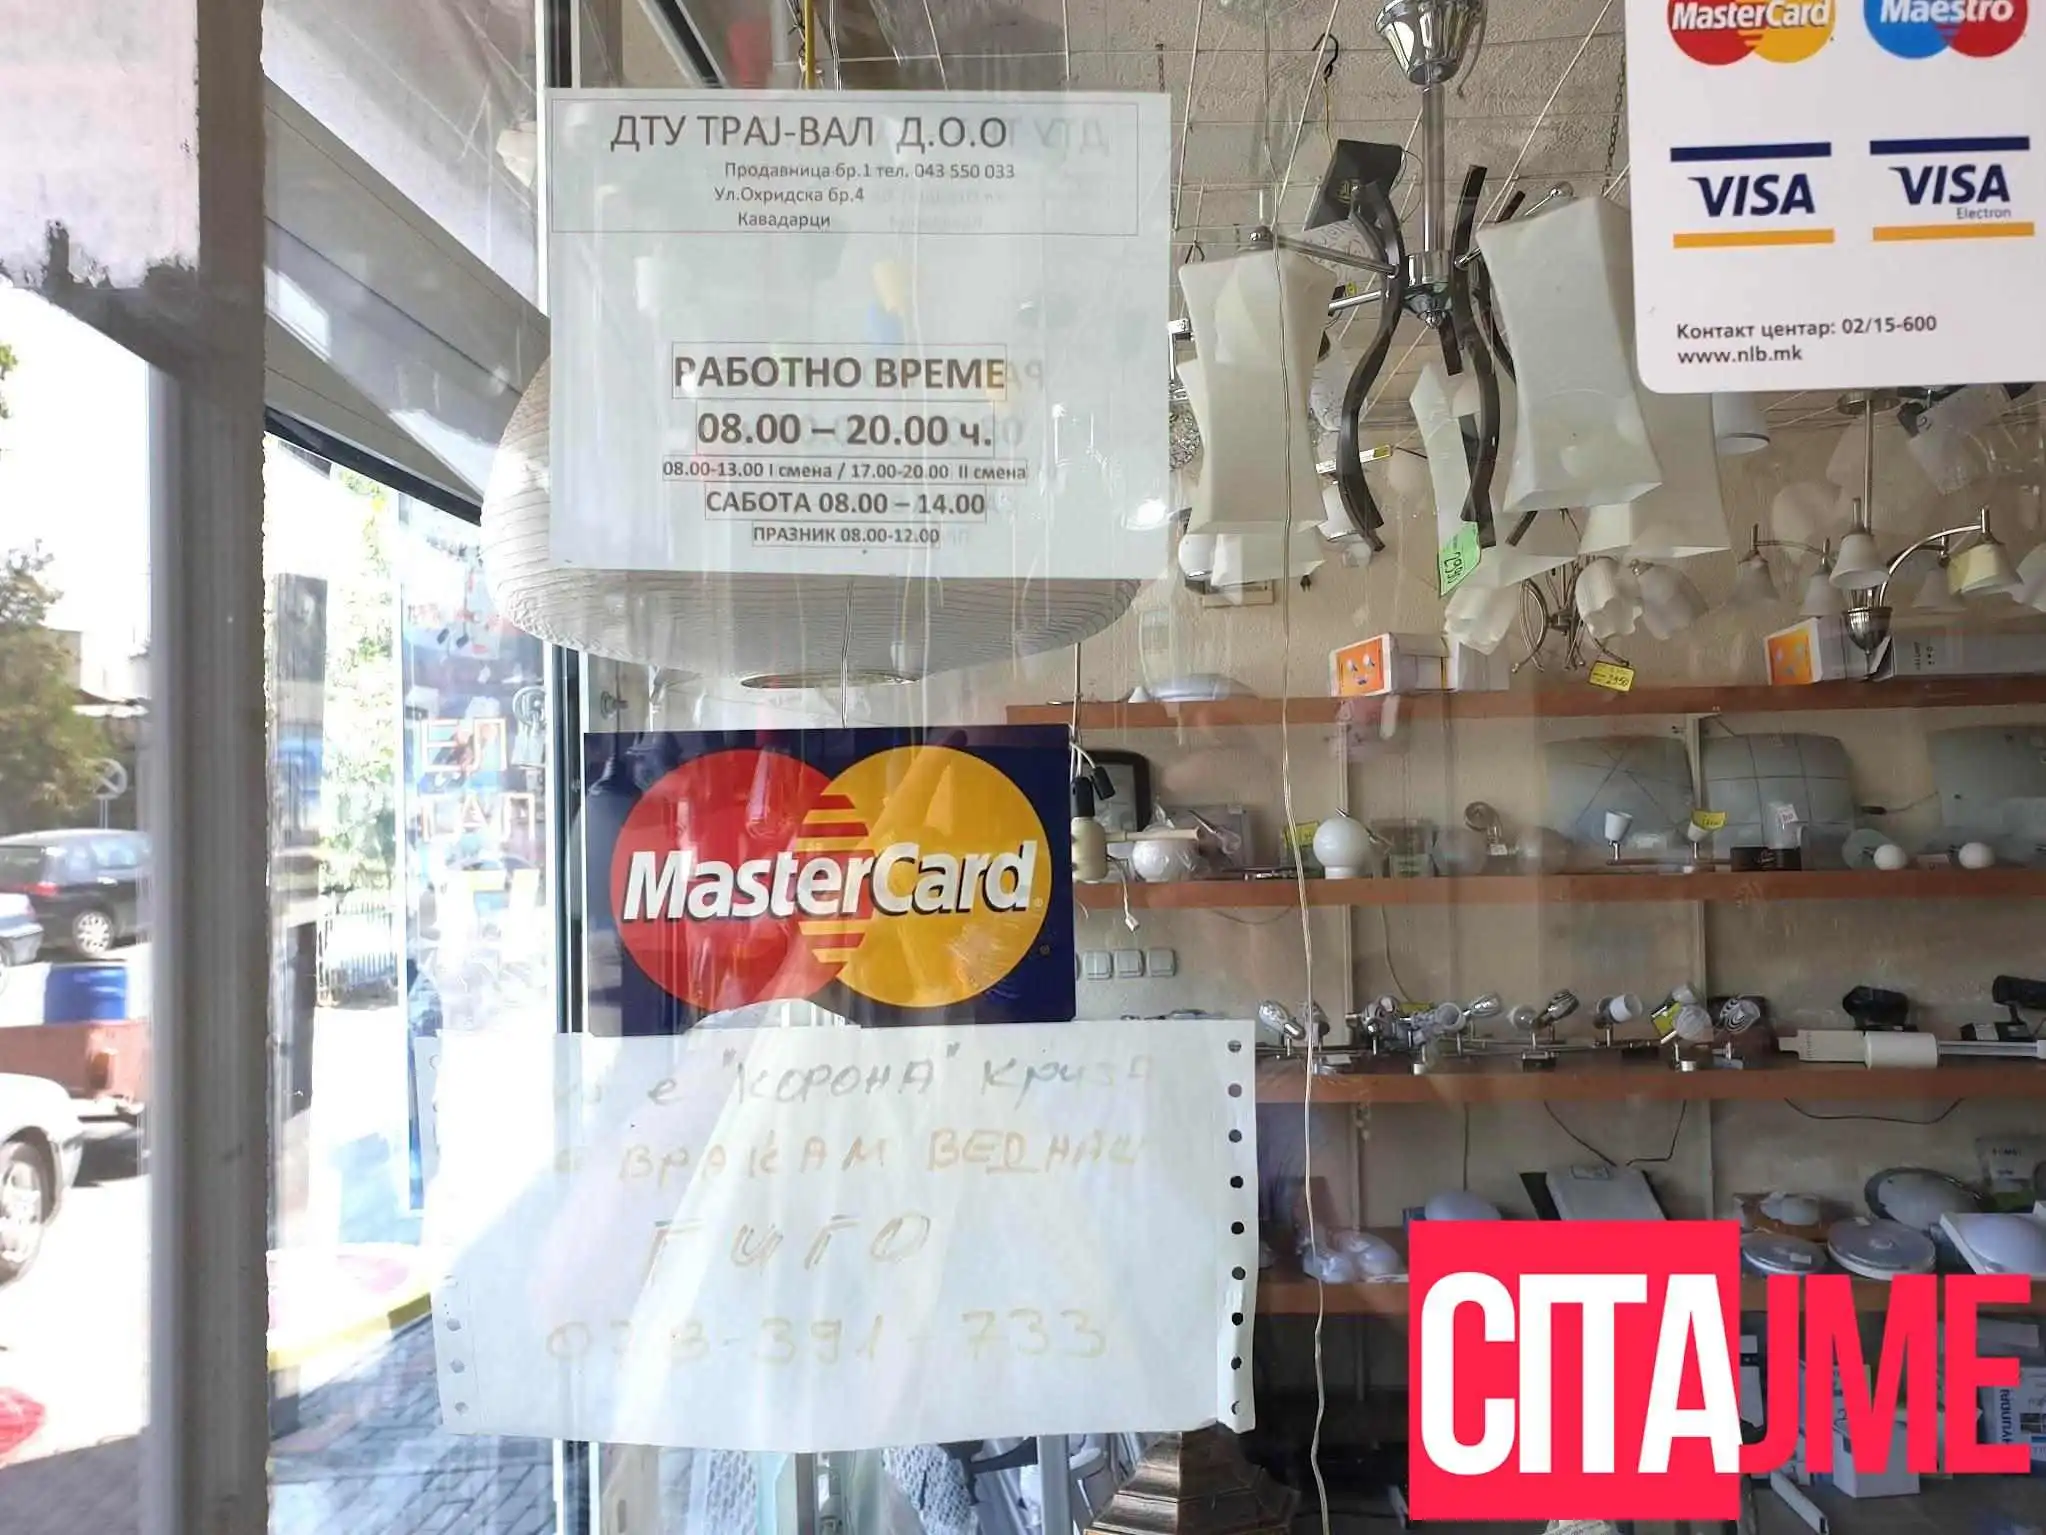 ДТУ ТРАЈ-ВАЛ Д.О.О
Продавница бр.1 тел. 043 550 033
Ул.Охридска бр.4
Кавадарци
РАБОТНО ВРЕМЕ
08.00 – 20.00 ч.
08.00-13.00 I смена / 17.00-20.00 II смена
САБОТА 08.00 – 14.00
ПРАЗНИК 08.00-12.00
MasterCard
Maestro
VISA
VISA
Electron
Контакт центар: 02/15-600
www.nlb.mk
MasterCard
е "КОРОНА" КРИЗА
ВРАЌАМ ВЕДНАШ
ГИГО
391-733
CITAJME